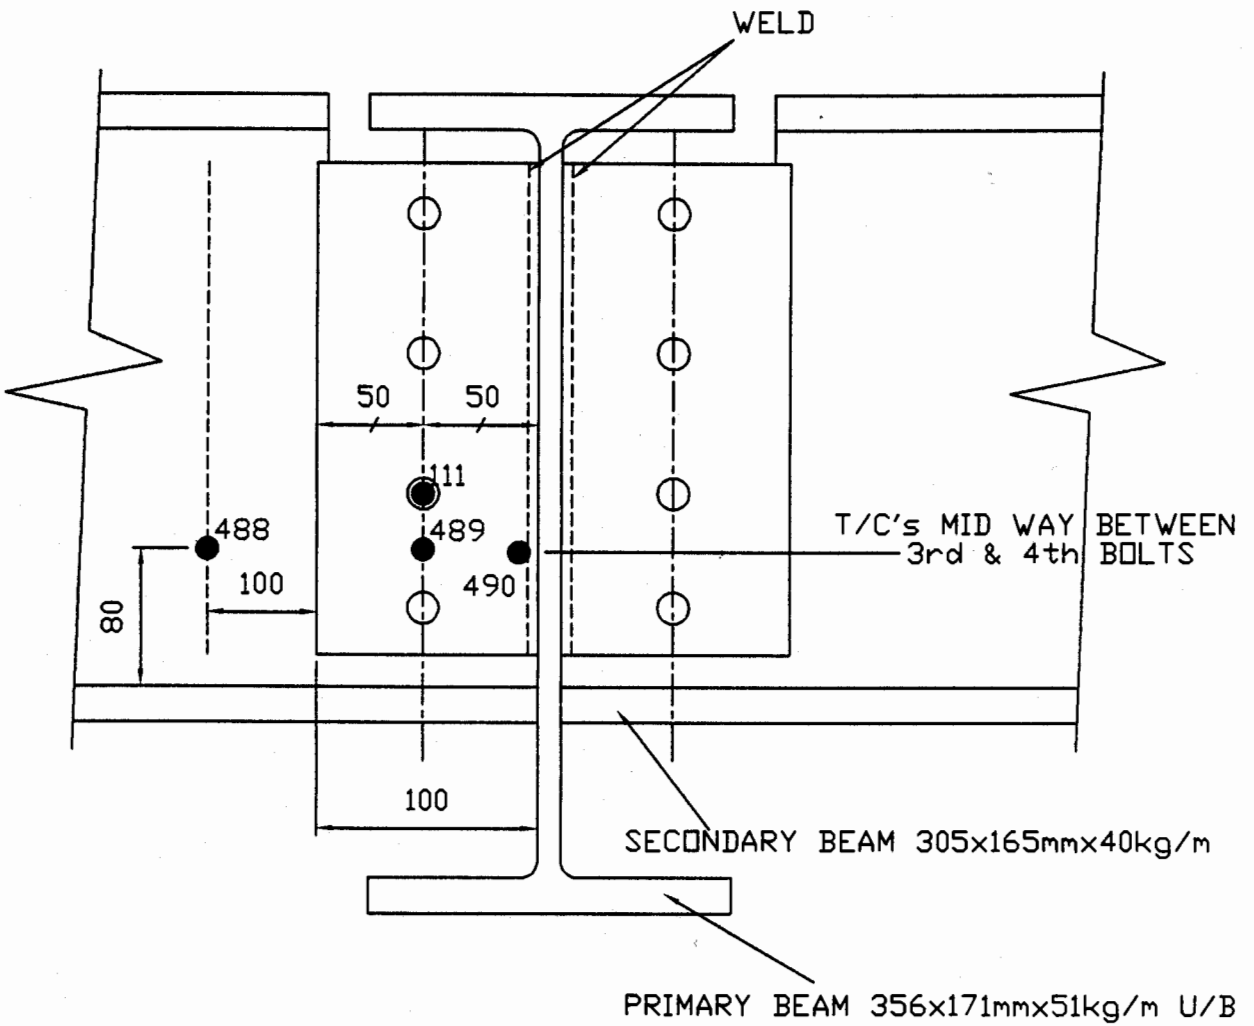 WELD
50
50
111
488
489
T/C's MID WAY BETWEEN
3rd & 4th BOLTS
490
100
80
100
SECONDARY BEAM 305x165mmx40kg/m
PRIMARY BEAM 356x171mmx51kg/m U/B